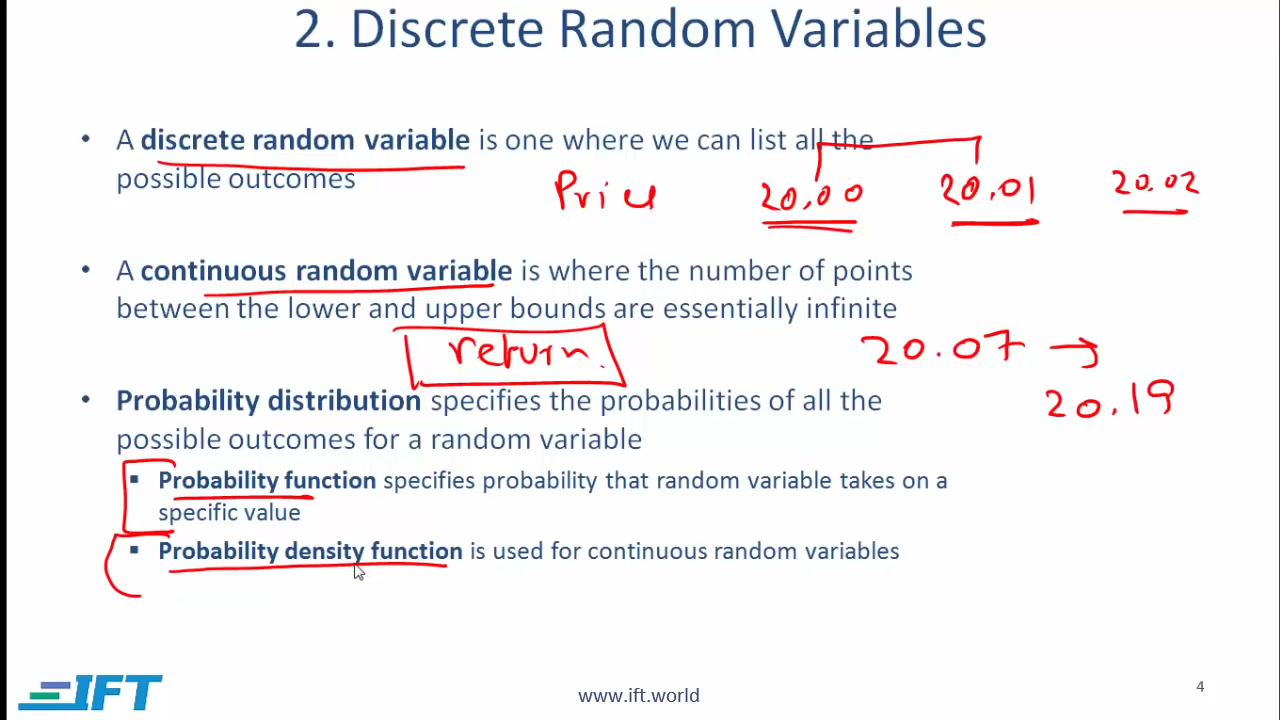 2. Discrete Random Variables
• A discrete random variable is one where we can list all the
possible outcomes
Price 20.00 20.01 20.02
• A continuous random variable is where the number of points
between the lower and upper bounds are essentially infinite
return 20.07 →
20.19
• Probability distribution specifies the probabilities of all the
possible outcomes for a random variable
▪ Probability function specifies probability that random variable takes on a
specific value
▪ Probability density function is used for continuous random variables
IFT
www.ift.world
4